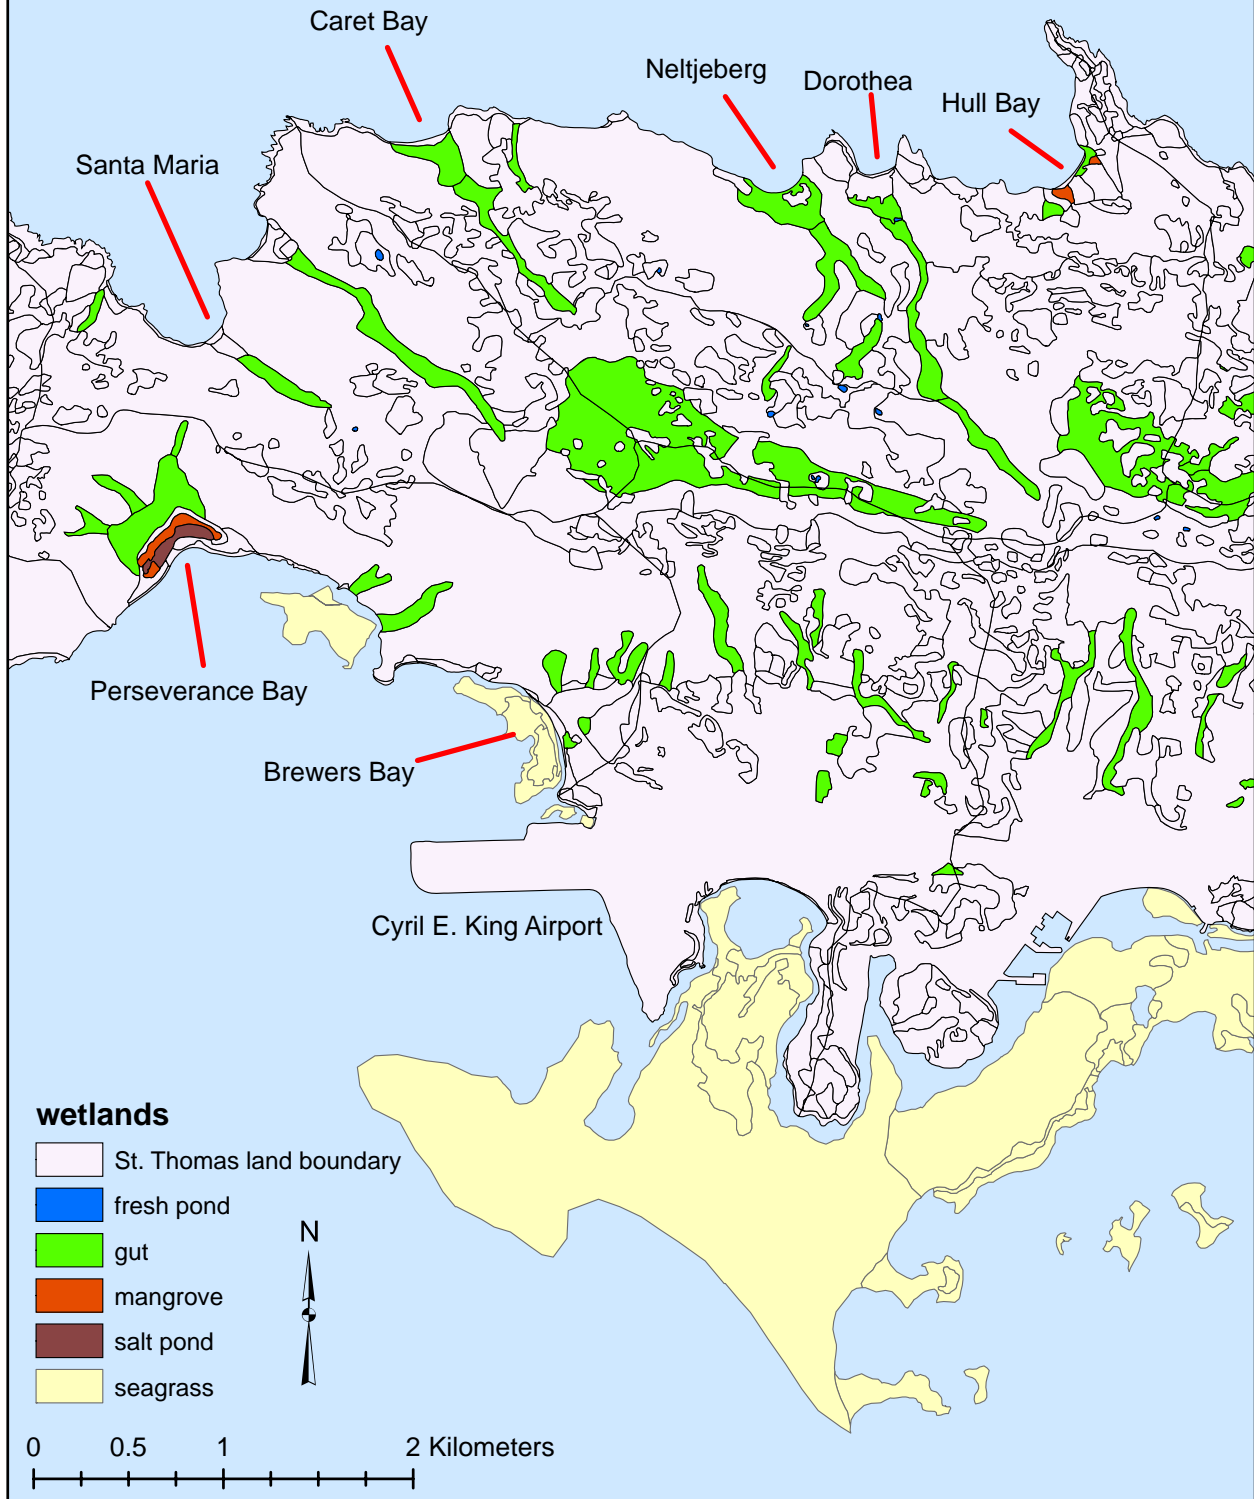 Caret Bay
Neltjeberg
Dorothea
Hull Bay
Santa Maria
Perseverance Bay
Brewers Bay
Cyril E. King Airport
wetlands
St. Thomas land boundary
fresh pond
gut
mangrove
salt pond
seagrass
N
0 0.5 1 2 Kilometers